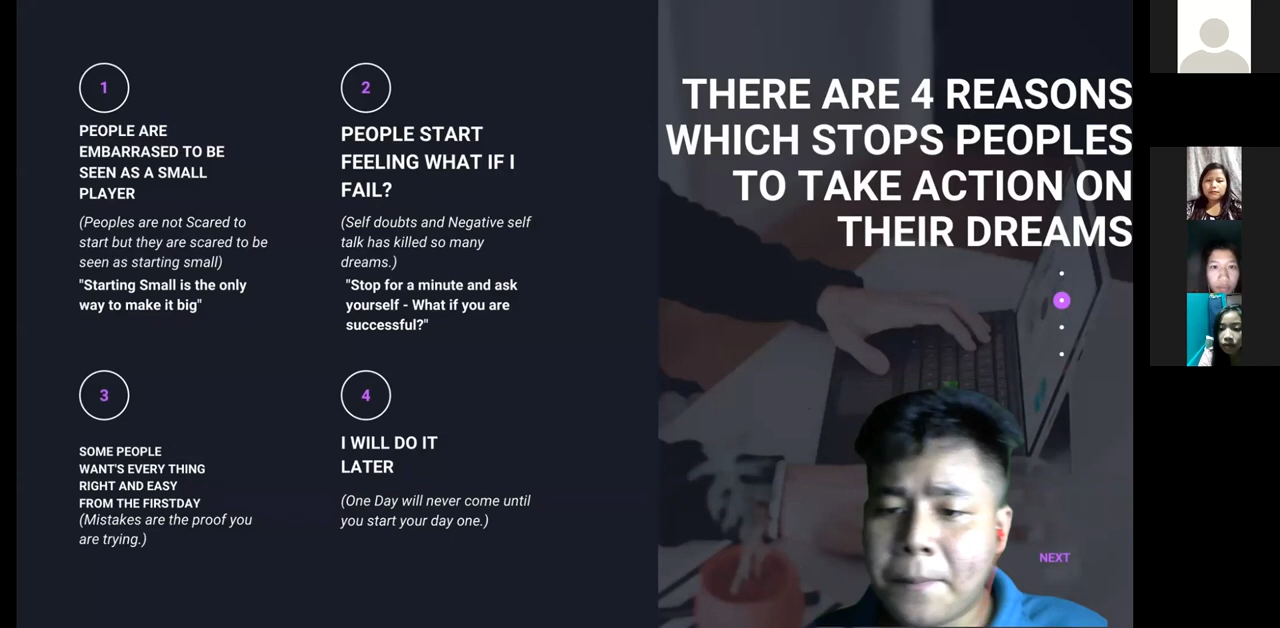 THERE ARE 4 REASONS
WHICH STOPS PEOPLES
TO TAKE ACTION ON
THEIR DREAMS
1
PEOPLE ARE
EMBARRASED TO BE
SEEN AS A SMALL
PLAYER
(Peoples are not Scared to
start but they are scared to be
seen as starting small)
"Starting Small is the only
way to make it big"
2
PEOPLE START
FEELING WHAT IF I
FAIL?
(Self doubts and Negative self
talk has killed so many
dreams.)
"Stop for a minute and ask
yourself - What if you are
successful?"
3
SOME PEOPLE
WANT'S EVERY THING
RIGHT AND EASY
FROM THE FIRSTDAY
(Mistakes are the proof you
are trying.)
4
I WILL DO IT
LATER
(One Day will never come until
you start your day one.)
NEXT